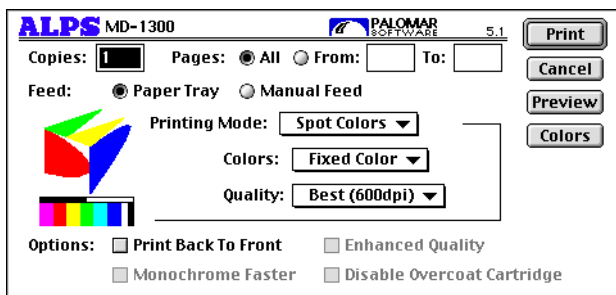 ALPS MD-1300 PALOMAR SOFTWARE 5.1
Print
Copies: 1 Pages: All From: To:
Cancel
Feed: Paper Tray Manual Feed
Preview
Printing Mode: Spot Colors
Colors
Colors: Fixed Color
Quality: Best (600dpi)
Options: Print Back To Front Enhanced Quality
Monochrome Faster Disable Overcoat Cartridge